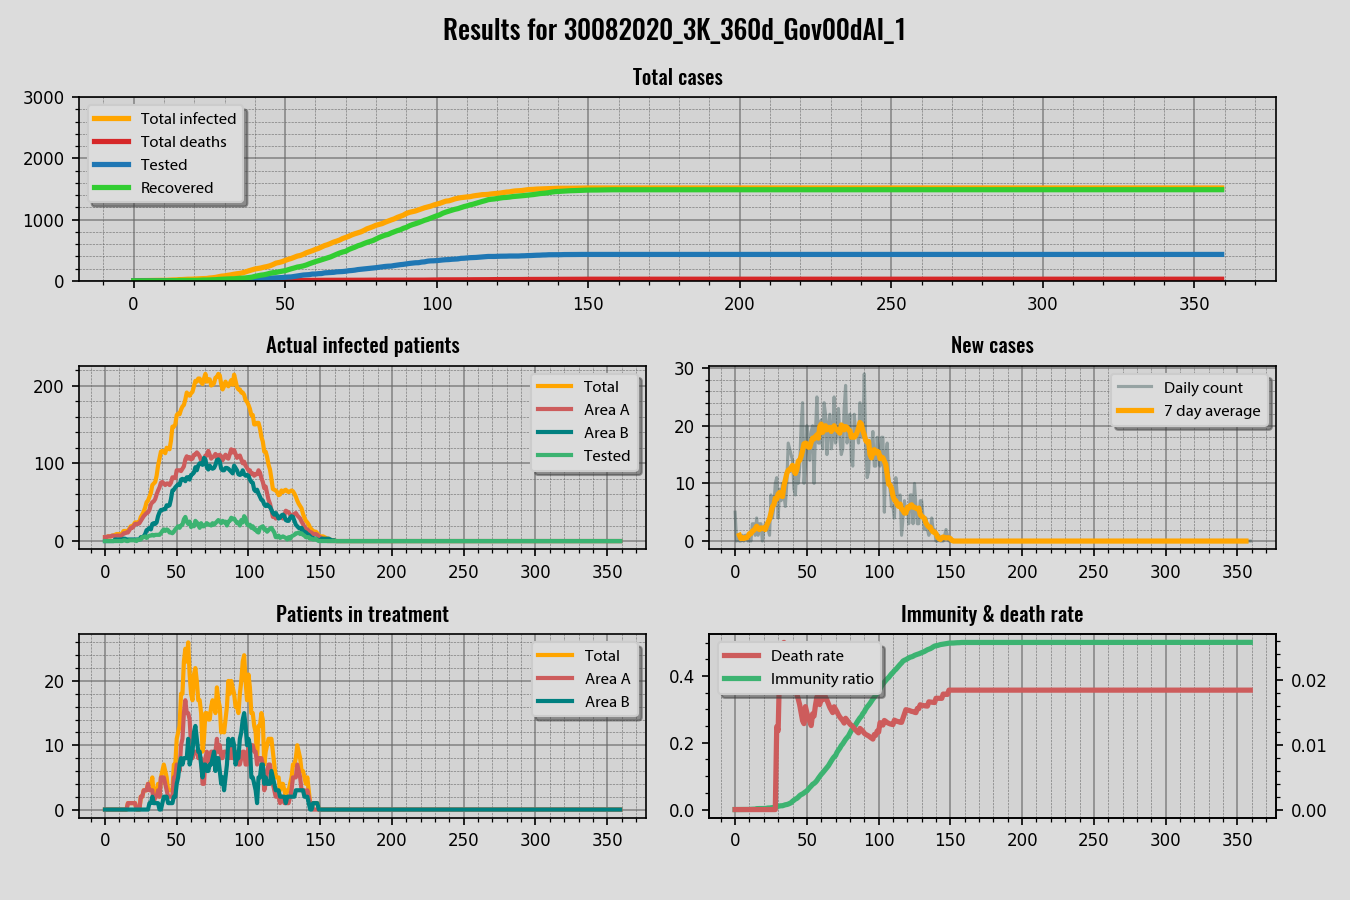 Results for 30082020_3K_360d_Gov00dAI_1
Total cases
3000
2000
1000
0
Total infected
Total deaths
Tested
Recovered
0 50 100 150 200 250 300 350
Actual infected patients
200
100
0
Total
Area A
Area B
Tested
0 50 100 150 200 250 300 350
New cases
30
20
10
0
Daily count
7 day average
0 50 100 150 200 250 300 350
Patients in treatment
20
10
0
Total
Area A
Area B
0 50 100 150 200 250 300 350
Immunity & death rate
0.4
0.2
0.0
Death rate
Immunity ratio
0.02
0.01
0.00
0 50 100 150 200 250 300 350